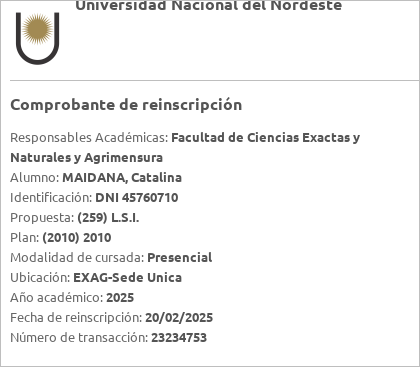 Universidad Nacional del Nordeste
Comprobante de reinscripción
Responsables Académicas: Facultad de Ciencias Exactas y
Naturales y Agrimensura
Alumno: MAIDANA, Catalina
Identificación: DNI 45760710
Propuesta: (259) L.S.I.
Plan: (2010) 2010
Modalidad de cursada: Presencial
Ubicación: EXAG-Sede Unica
Año académico: 2025
Fecha de reinscripción: 20/02/2025
Número de transacción: 23234753